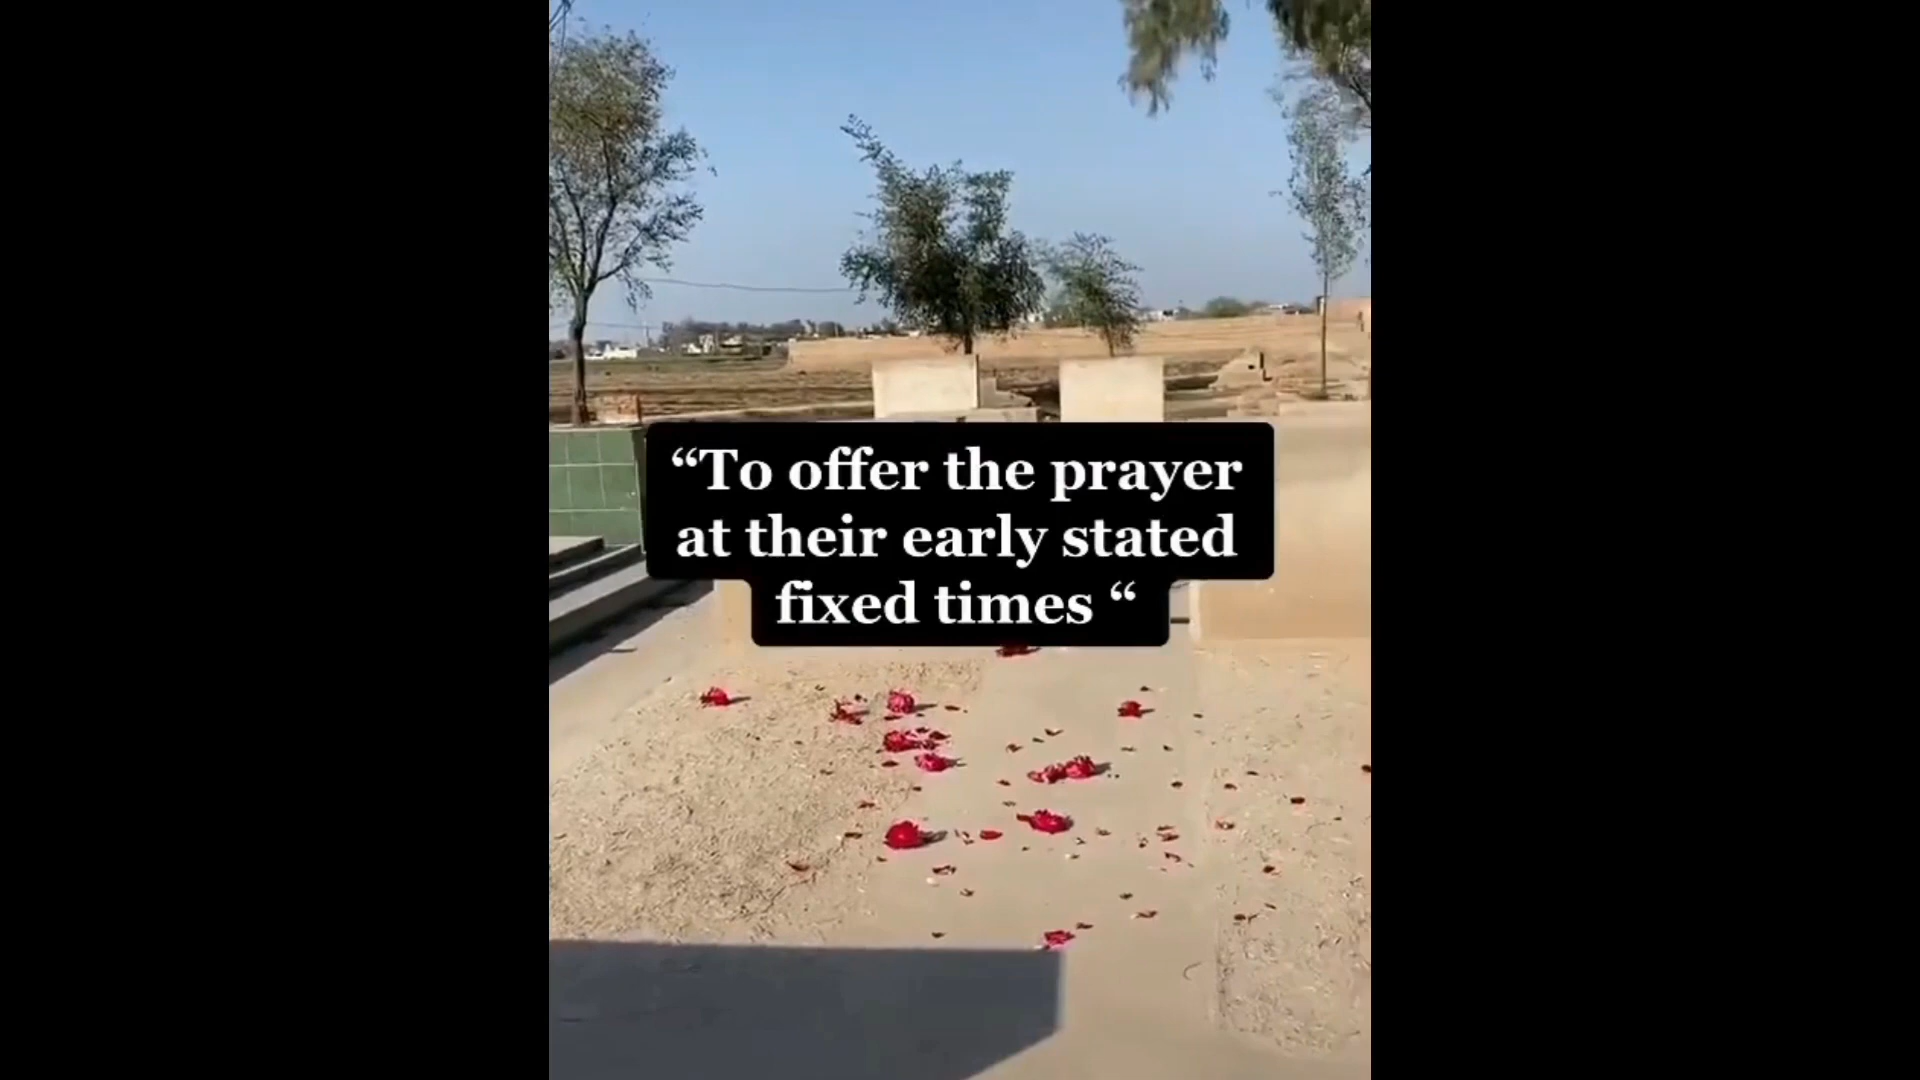 “To offer the prayer
at their early stated
fixed times “